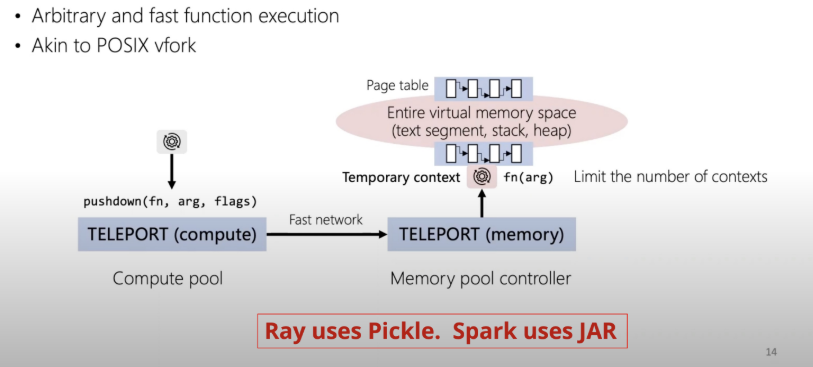 • Arbitrary and fast function execution
• Akin to POSIX vfork
Page table
Entire virtual memory space
(text segment, stack, heap)
Temporary context
fn(arg)
Limit the number of contexts
pushdown(fn, arg, flags)
TELEPORT (compute)
Fast network
TELEPORT (memory)
Compute pool
Memory pool controller
Ray uses Pickle. Spark uses JAR
14